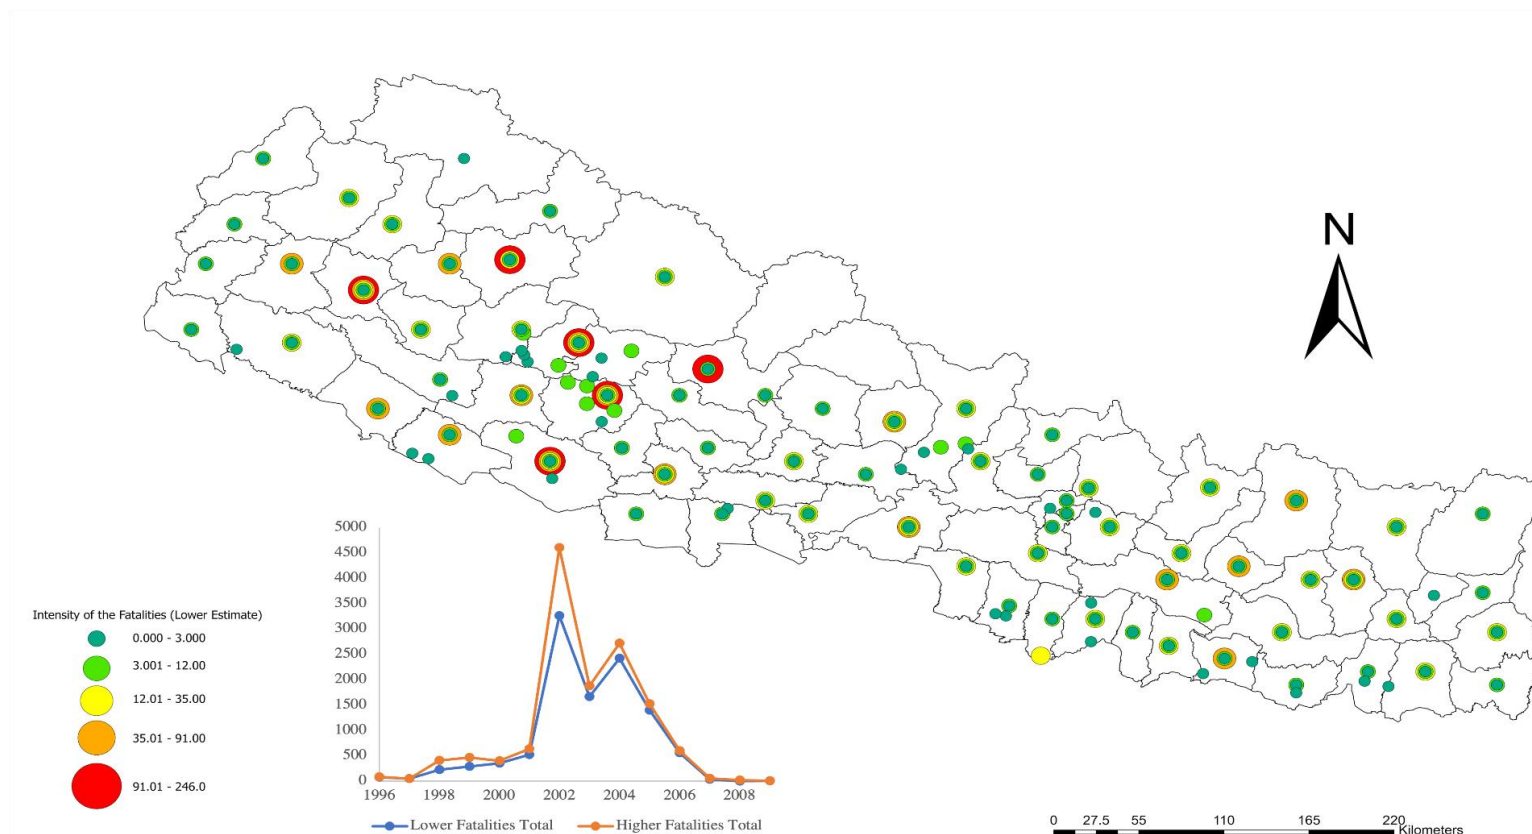 N
Intensity of the Fatalities (Lower Estimate)
0.000 - 3.000
3.001 - 12.00
12.01 - 35.00
35.01 - 91.00
91.01 - 246.0
5000
4500
4000
3500
3000
2500
2000
1500
1000
500
0
1996 1998 2000 2002 2004 2006 2008
Lower Fatalities Total Higher Fatalities Total
0 27.5 55 110 165 220
Kilometers